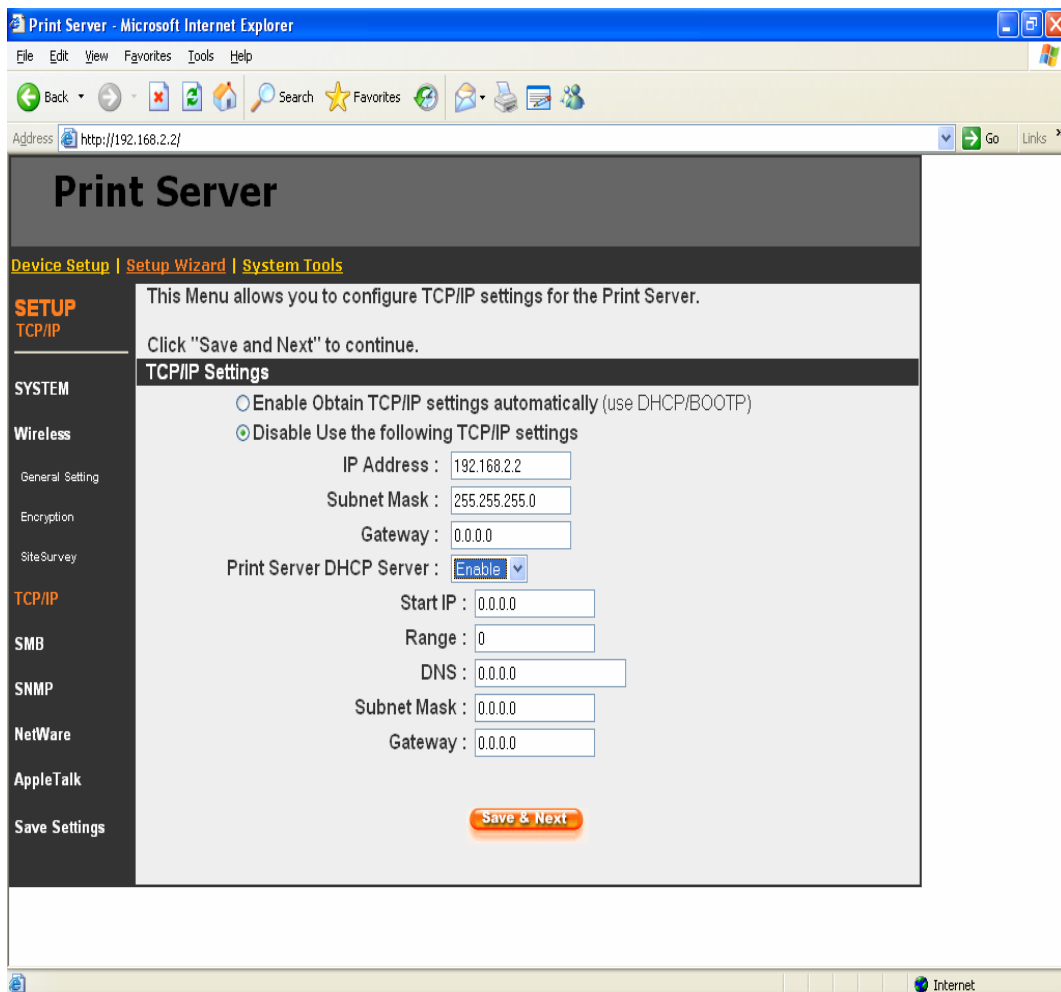 Print Server - Microsoft Internet Explorer
File Edit View Favorites Tools Help
Back Search Favorites
Address http://192.168.2.2/ Go Links »
Print Server
Device Setup | Setup Wizard | System Tools
SETUP
TCP/IP
SYSTEM
Wireless
General Setting
Encryption
SiteSurvey
TCP/IP
SMB
SNMP
NetWare
AppleTalk
Save Settings
This Menu allows you to configure TCP/IP settings for the Print Server.
Click "Save and Next" to continue.
TCP/IP Settings
Enable Obtain TCP/IP settings automatically (use DHCP/BOOTP)
Disable Use the following TCP/IP settings
IP Address : 192.168.2.2
Subnet Mask : 255.255.255.0
Gateway : 0.0.0.0
Print Server DHCP Server : Enable
Start IP : 0.0.0.0
Range : 0
DNS : 0.0.0.0
Subnet Mask : 0.0.0.0
Gateway : 0.0.0.0
Save & Next
Internet